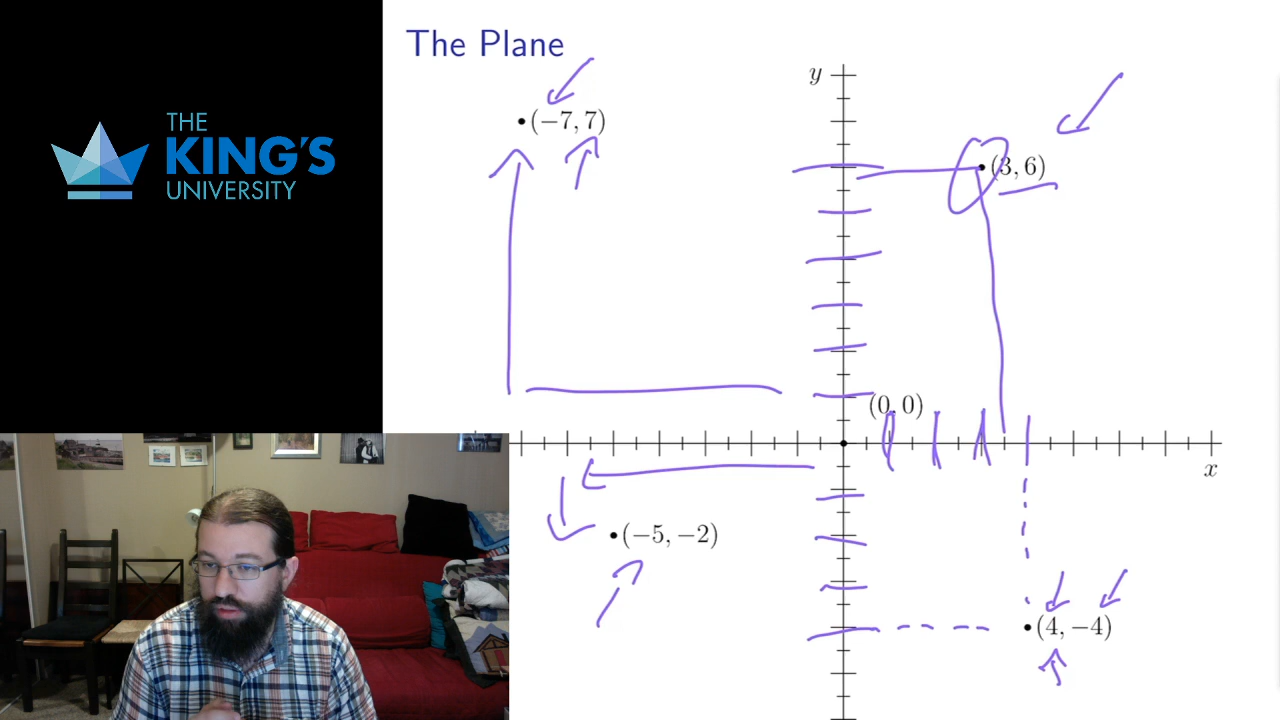 THE
KING'S
UNIVERSITY
The Plane
y
(−7, 7)
(3, 6)
(0, 0)
x
(−5, −2)
(4, −4)